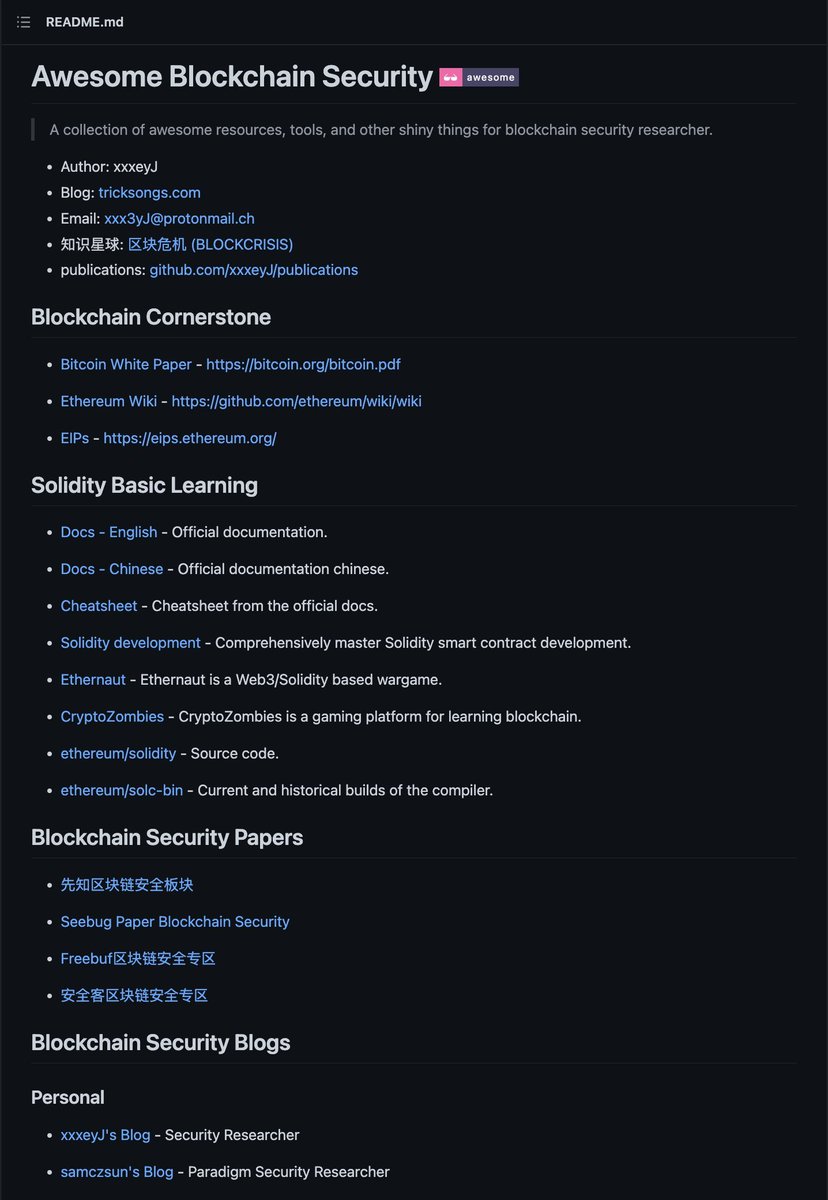 README.md
Awesome Blockchain Security awesome
A collection of awesome resources, tools, and other shiny things for blockchain security researcher.
Author: xxxeyJ
Blog: tricksongs.com
Email: xxx3yJ@protonmail.ch
知识星球: 区块危机 (BLOCKCRISIS)
publications: github.com/xxxeyJ/publications
Blockchain Cornerstone
Bitcoin White Paper - https://bitcoin.org/bitcoin.pdf
Ethereum Wiki - https://github.com/ethereum/wiki/wiki
EIPs - https://eips.ethereum.org/
Solidity Basic Learning
Docs - English - Official documentation.
Docs - Chinese - Official documentation chinese.
Cheatsheet - Cheatsheet from the official docs.
Solidity development - Comprehensively master Solidity smart contract development.
Ethernaut - Ethernaut is a Web3/Solidity based wargame.
CryptoZombies - CryptoZombies is a gaming platform for learning blockchain.
ethereum/solidity - Source code.
ethereum/solc-bin - Current and historical builds of the compiler.
Blockchain Security Papers
先知区块链安全板块
Seebug Paper Blockchain Security
Freebuf区块链安全专区
安全客区块链安全专区
Blockchain Security Blogs
Personal
xxxeyJ's Blog - Security Researcher
samczsun's Blog - Paradigm Security Researcher